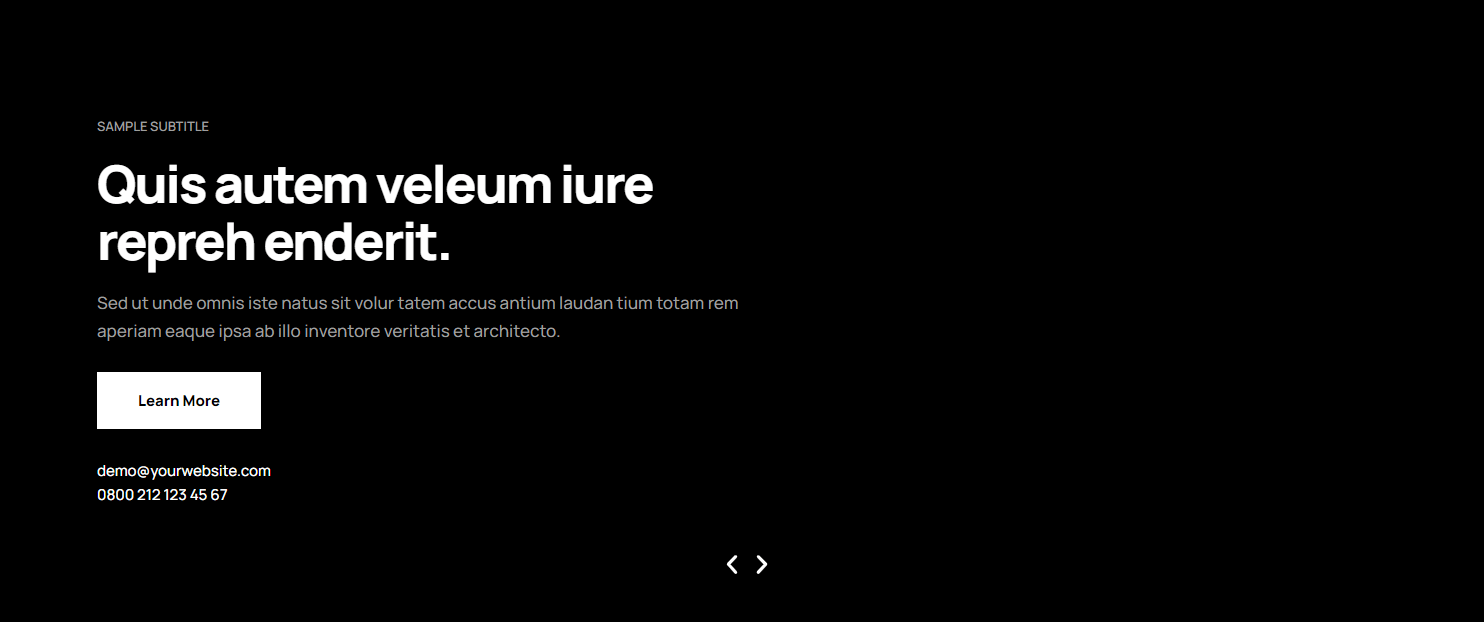 SAMPLE SUBTITLE
Quis autem veleum iure
repreh enderit.
Sed ut unde omnis iste natus sit volur tatem accus antium laudan tium totam rem
aperiam eaque ipsa ab illo inventore veritatis et architecto.
Learn More
demo@yourwebsite.com
0800 212 123 45 67